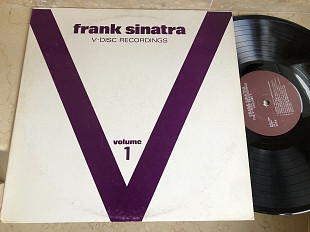 frank sinatra
V-DISC RECORDINGS
volume
1